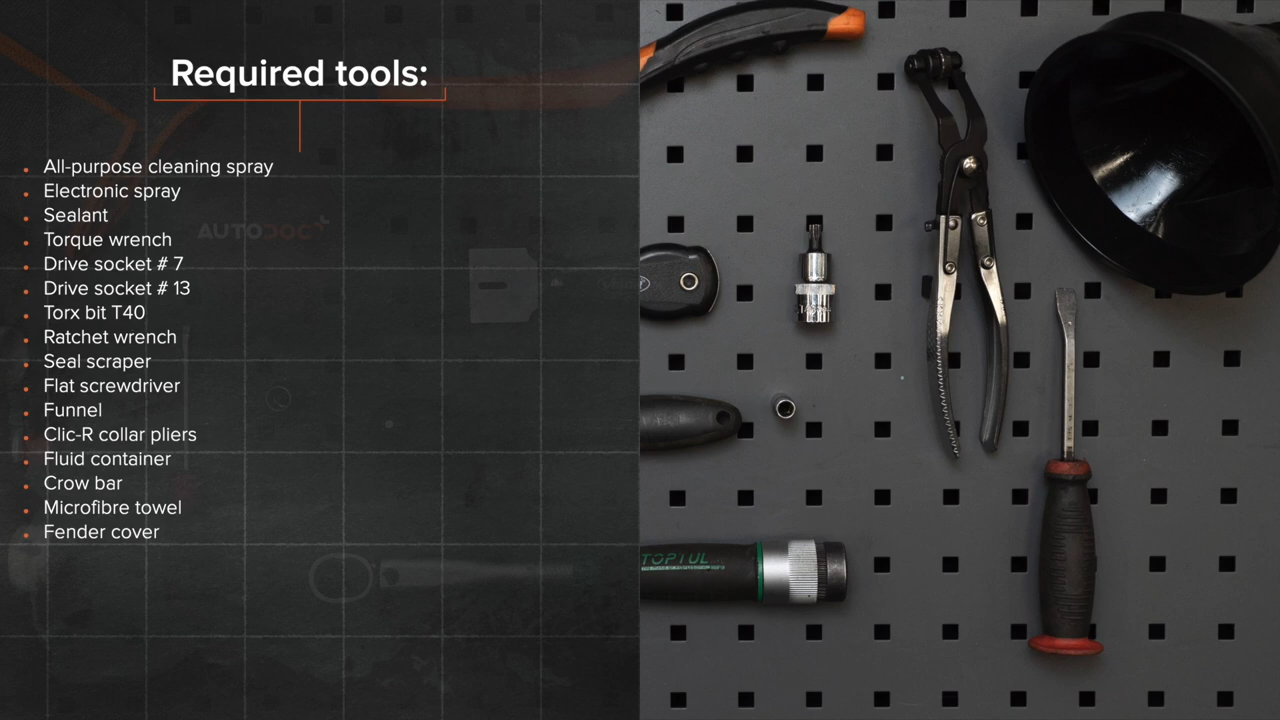 Required tools:
All-purpose cleaning spray
Electronic spray
Sealant
Torque wrench
Drive socket # 7
Drive socket # 13
Torx bit T40
Ratchet wrench
Seal scraper
Flat screwdriver
Funnel
Clic-R collar pliers
Fluid container
Crow bar
Microfibre towel
Fender cover
AUTODOC
TOPTUL